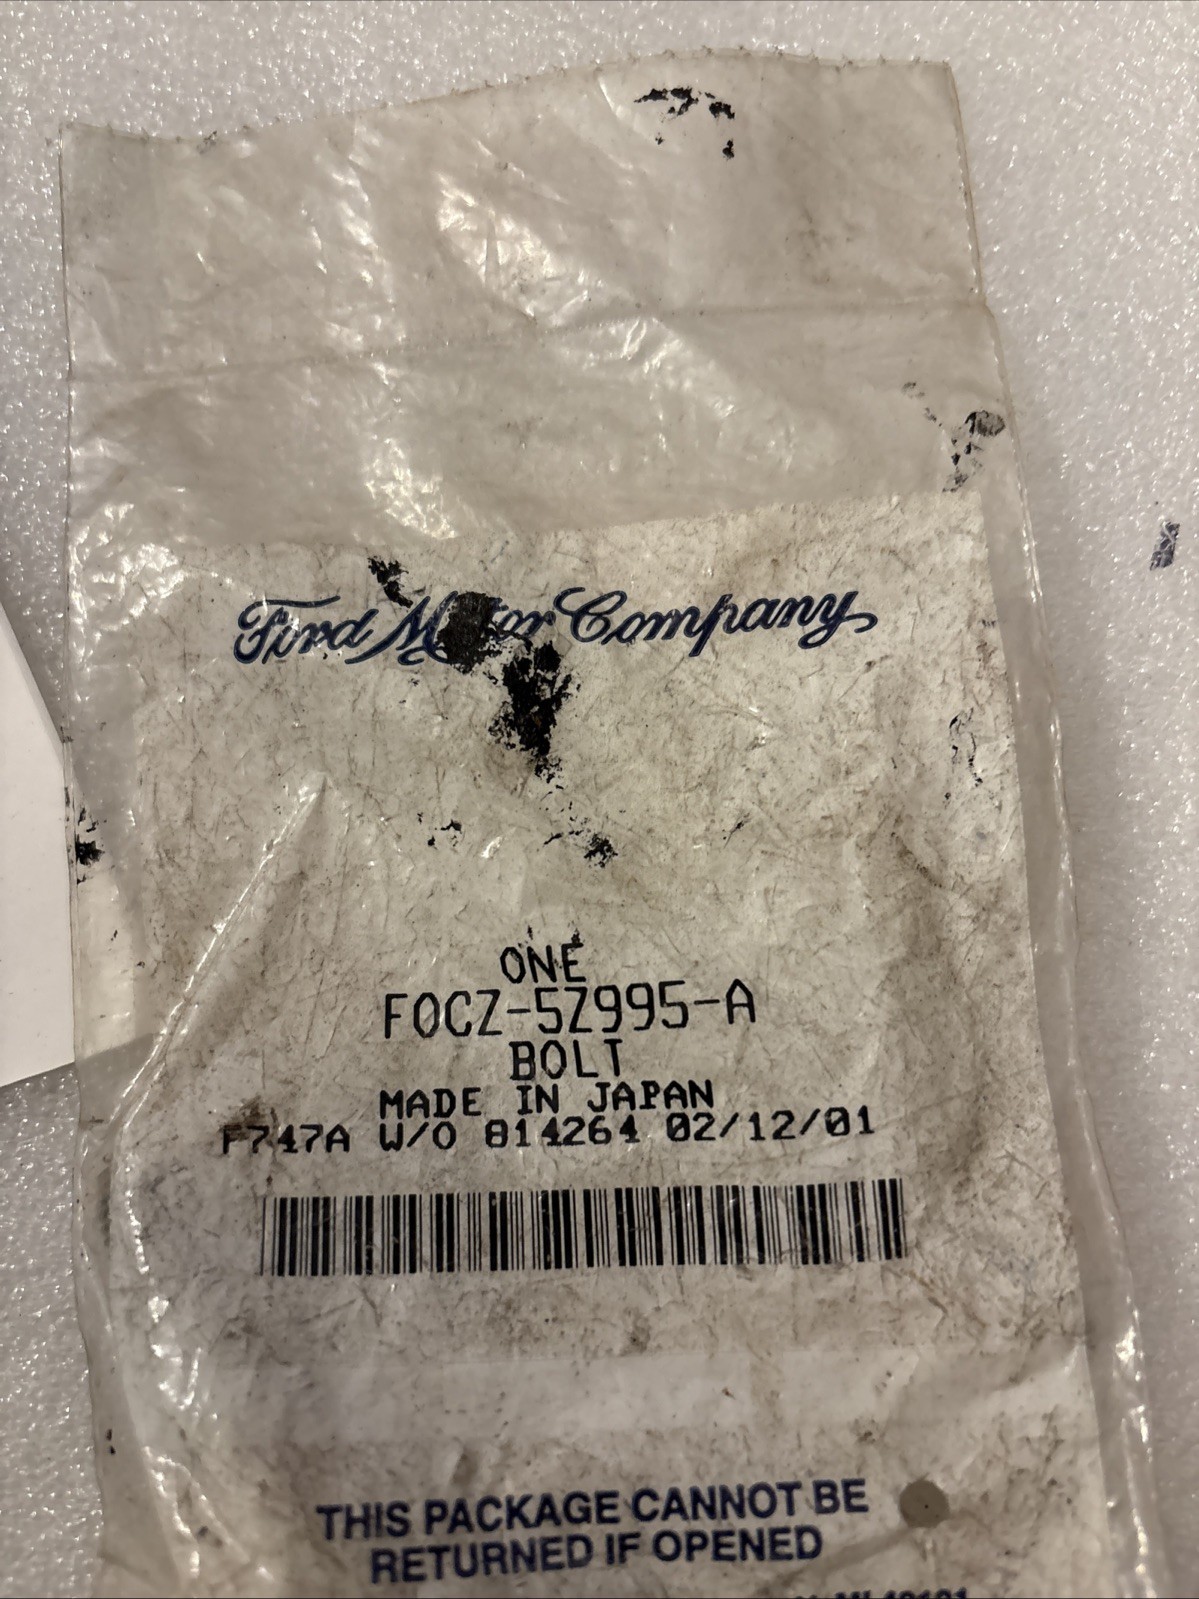 Ford Motor Company
ONE
F0CZ-5Z995-A
BOLT
MADE IN JAPAN
F747A W/O 814264 02/12/01
THIS PACKAGE CANNOT BE
RETURNED IF OPENED